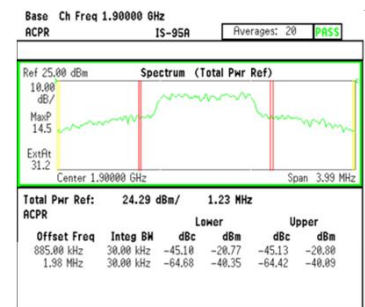 Base Ch Freq 1.90000 GHz
ACPR IS-95A Averages: 20 PASS
Ref 25.00 dBm Spectrum (Total Pwr Ref)
10.00
dB/
MaxP
14.5
ExtAt
31.2
Center 1.90000 GHz Span 3.99 MHz
Total Pwr Ref: 24.29 dBm/ 1.23 MHz
ACPR
Lower Upper
Offset Freq Integ BW dBc dBm dBc dBm
885.00 kHz 30.00 kHz -45.10 -20.77 -45.13 -20.80
1.98 MHz 30.00 kHz -64.68 -40.35 -64.42 -40.09